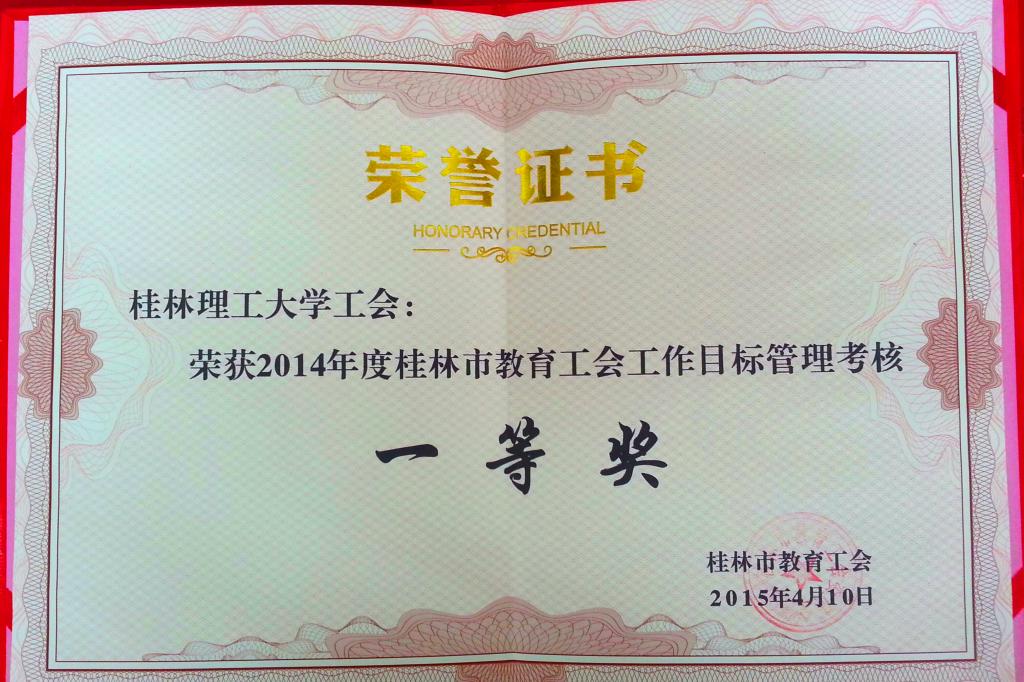 荣誉证书
HONORARY CREDENTIAL
桂林理工大学工会：
荣获2014年度桂林市教育工会工作目标管理考核
一等奖
桂林市教育工会
2015年4月10日